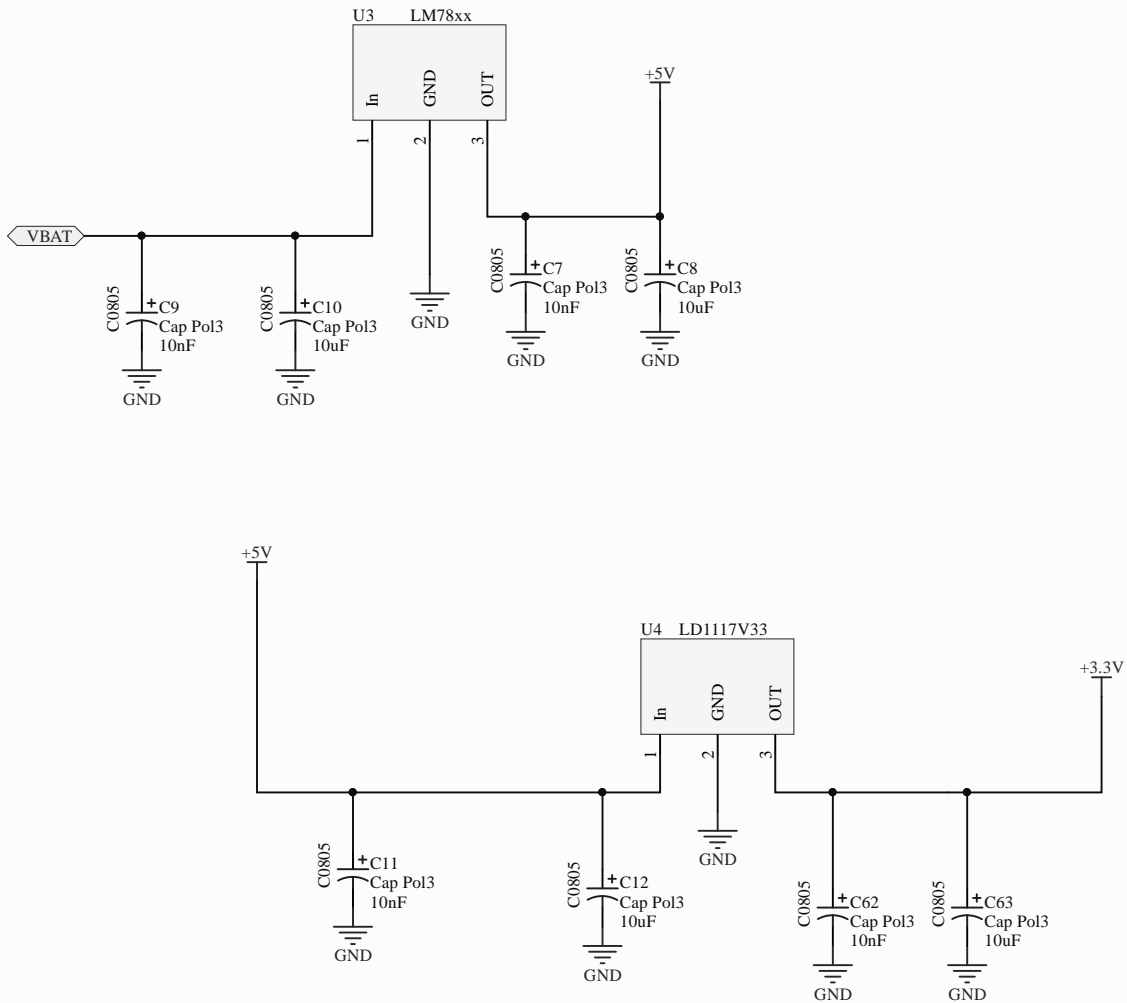 U3 LM78xx
In
GND
OUT
1
2
3
+5V
VBAT
C0805
+ C9
Cap Pol3
10nF
GND
C0805
+ C10
Cap Pol3
10uF
GND
GND
C0805
+ C7
Cap Pol3
10nF
GND
C0805
+ C8
Cap Pol3
10uF
GND
+5V
U4 LD1117V33
In
GND
OUT
1
2
3
+3.3V
C0805
+ C11
Cap Pol3
10nF
GND
C0805
+ C12
Cap Pol3
10uF
GND
GND
C0805
+ C62
Cap Pol3
10nF
GND
C0805
+ C63
Cap Pol3
10uF
GND